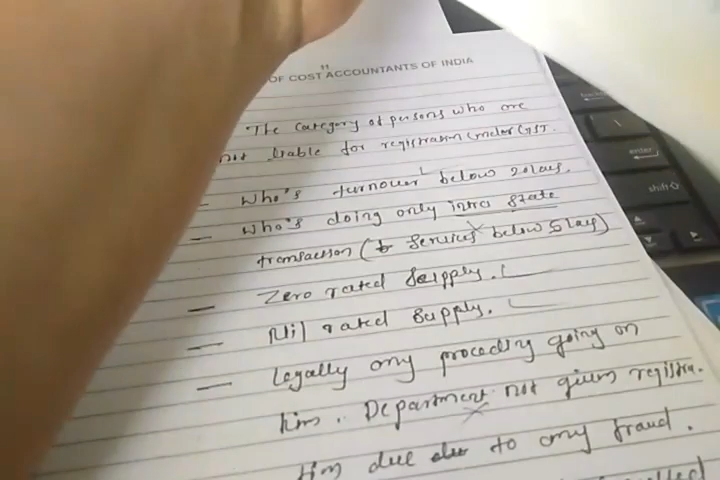 11
OF COST ACCOUNTANTS OF INDIA
The category of persons who are
not liable for registration under GST.
- Who's turnover below 20 lacs.
- Who's doing only intra state
transaction ( services below 5 lacs)
- Zero rated supply.
- Nil rated supply.
- Legally any proceding going on
him. Department not given registra.
him due to any fraud.